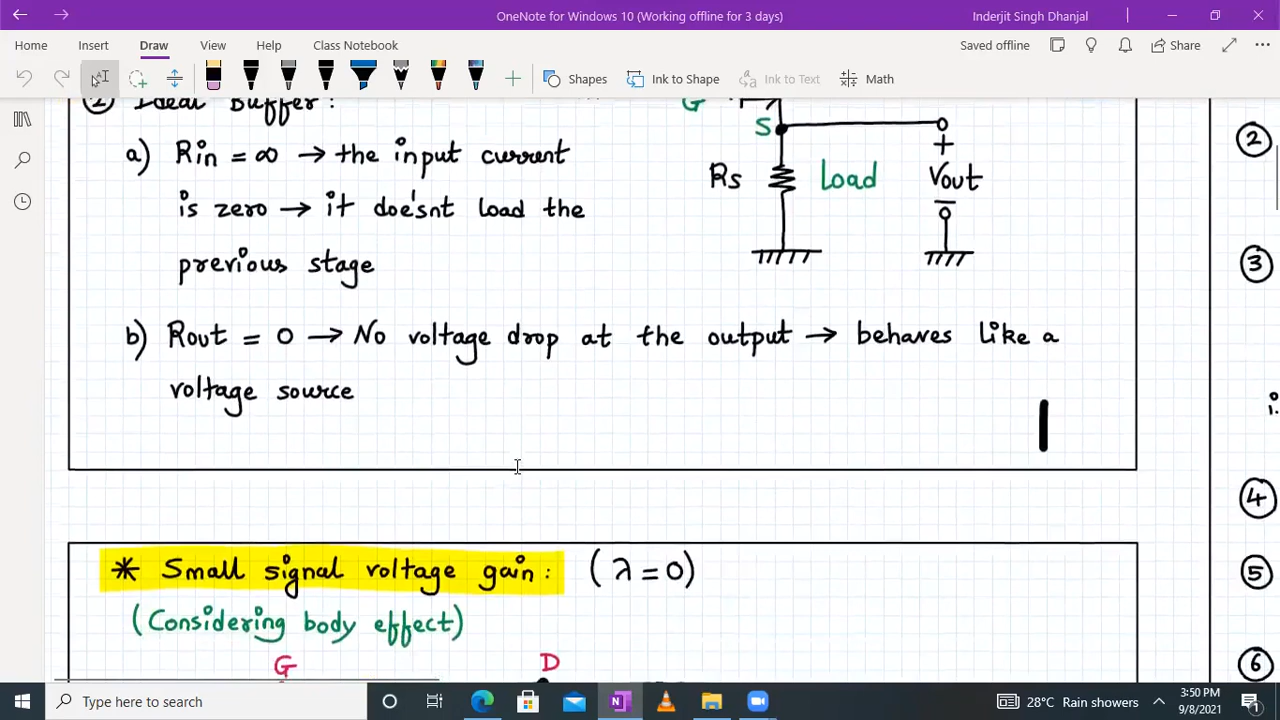 OneNote for Windows 10 (Working offline for 3 days)
Inderjit Singh Dhanjal
Home Insert Draw View Help Class Notebook
Saved offline
Share
Shapes
Ink to Shape
Ink to Text
Math
Ideal Buffer:
G
S
a) Rin = ∞ → the input current
is zero → it doe'snt load the
previous stage
Rs
Load
+
Vout
-
b) Rout = 0 → No voltage drop at the output → behaves like a
voltage source
* Small signal voltage gain: (λ=0)
(Considering body effect)
G
D
2
3
i.
4
5
6
Type here to search
28°C Rain showers
3:50 PM
9/8/2021